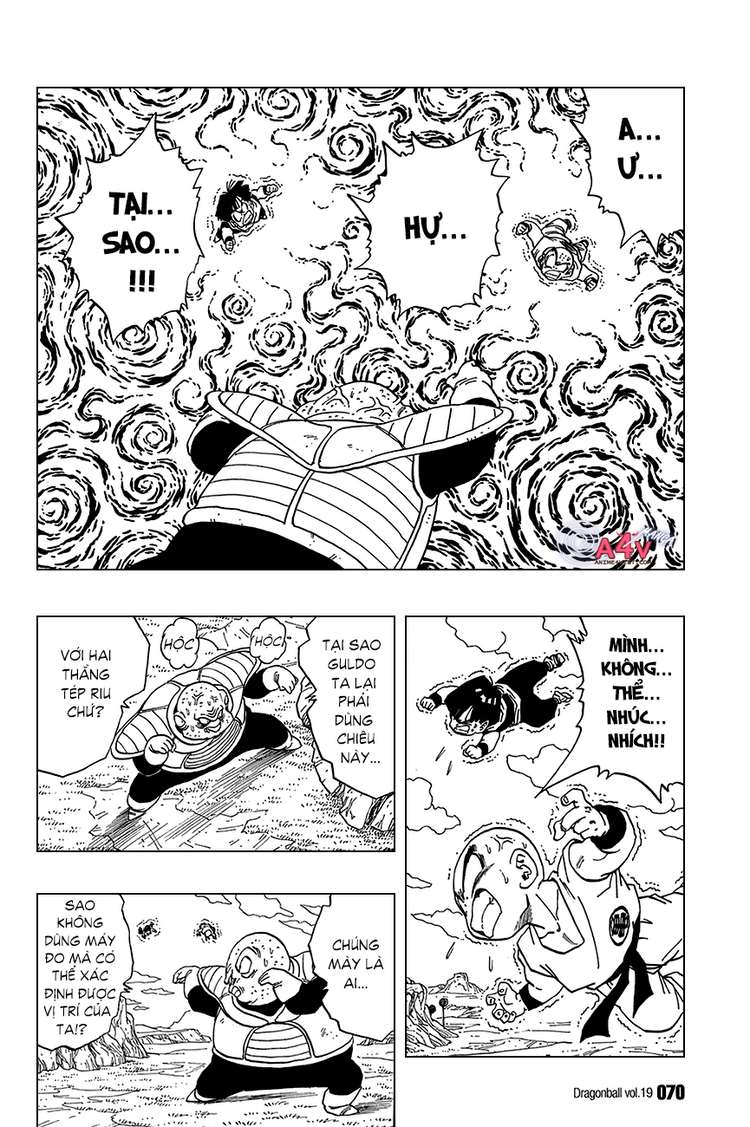 A...
Ư...
HỰ...
TẠI...
SAO...
!!!
A4V
MÌNH...
KHÔNG...
THỂ...
NHÚC...
NHÍCH!!
TẠI SAO
GULDO
TA LẠI
PHẢI
DÙNG
CHIÊU
NÀY...
HỘC
HỘC
VỚI HAI
THẰNG
TÉP RIU
CHỨ?
CHÚNG
MÀY LÀ
AI...
SAO
KHÔNG
DÙNG MÁY
ĐO MÀ CÓ
THỂ XÁC
ĐỊNH ĐƯỢC
VỊ TRÍ CỦA
TA!?
Dragonball vol.19 070